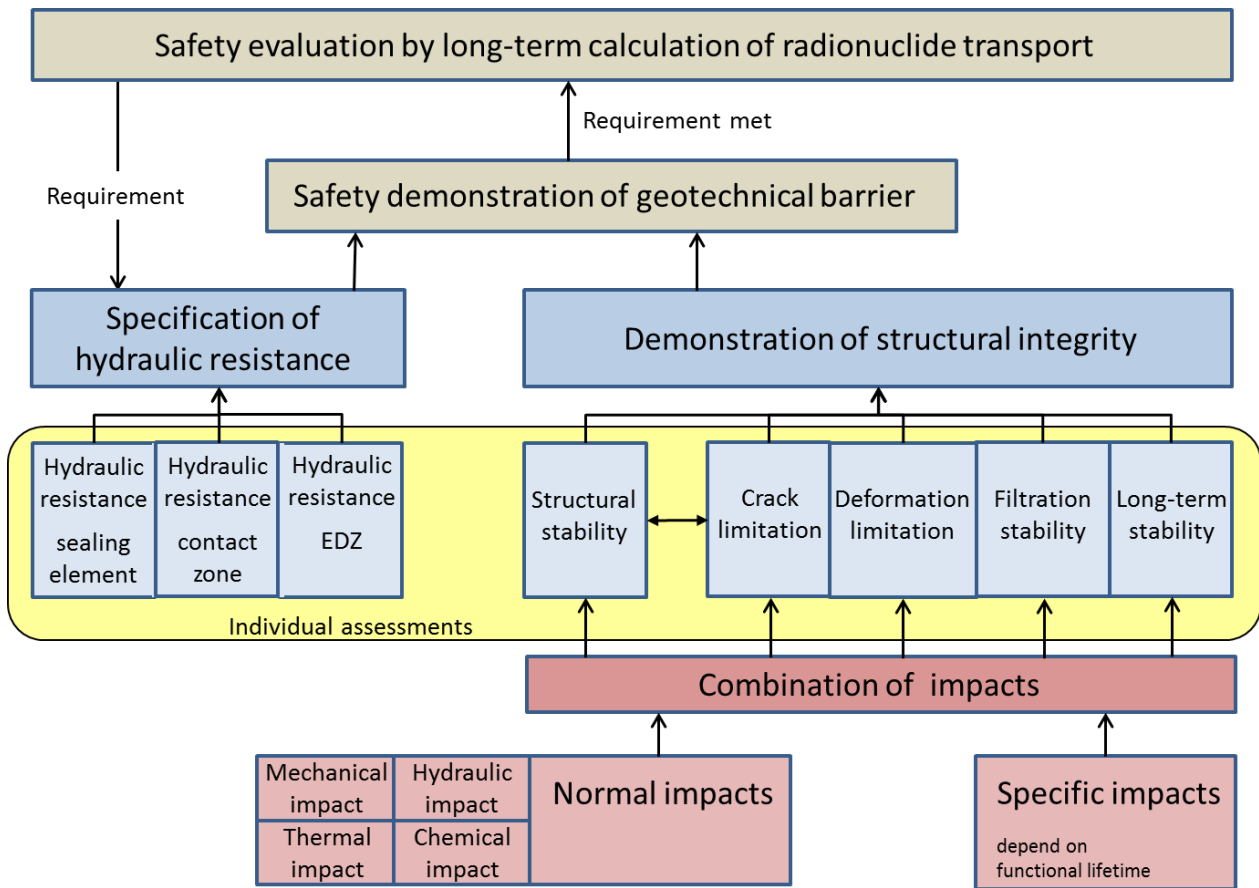 Safety evaluation by long-term calculation of radionuclide transport
Requirement met
Requirement
Safety demonstration of geotechnical barrier
Specification of
hydraulic resistance
Demonstration of structural integrity
Hydraulic
resistance
sealing
element
Hydraulic
resistance
contact
zone
Hydraulic
resistance
EDZ
Structural
stability
Crack
limitation
Deformation
limitation
Filtration
stability
Long-term
stability
Individual assessments
Combination of impacts
Mechanical
impact
Hydraulic
impact
Thermal
impact
Chemical
impact
Normal impacts
Specific impacts
depend on
functional lifetime